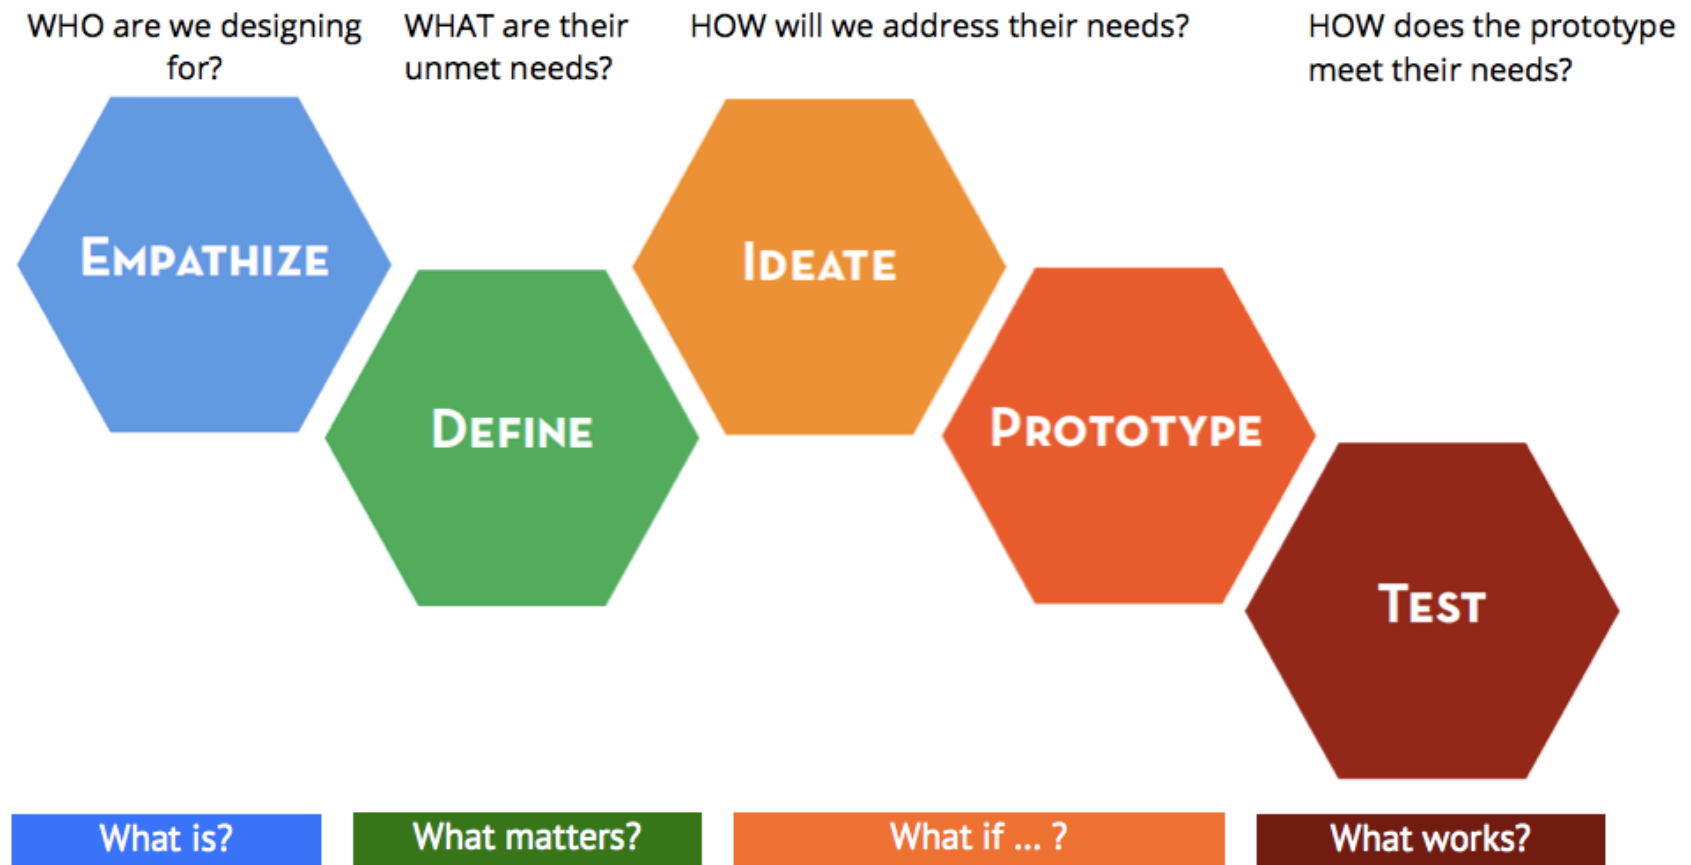 WHO are we designing
for?
WHAT are their
unmet needs?
HOW will we address their needs?
HOW does the prototype
meet their needs?
EMPATHIZE
DEFINE
IDEATE
PROTOTYPE
TEST
What is?
What matters?
What if ... ?
What works?